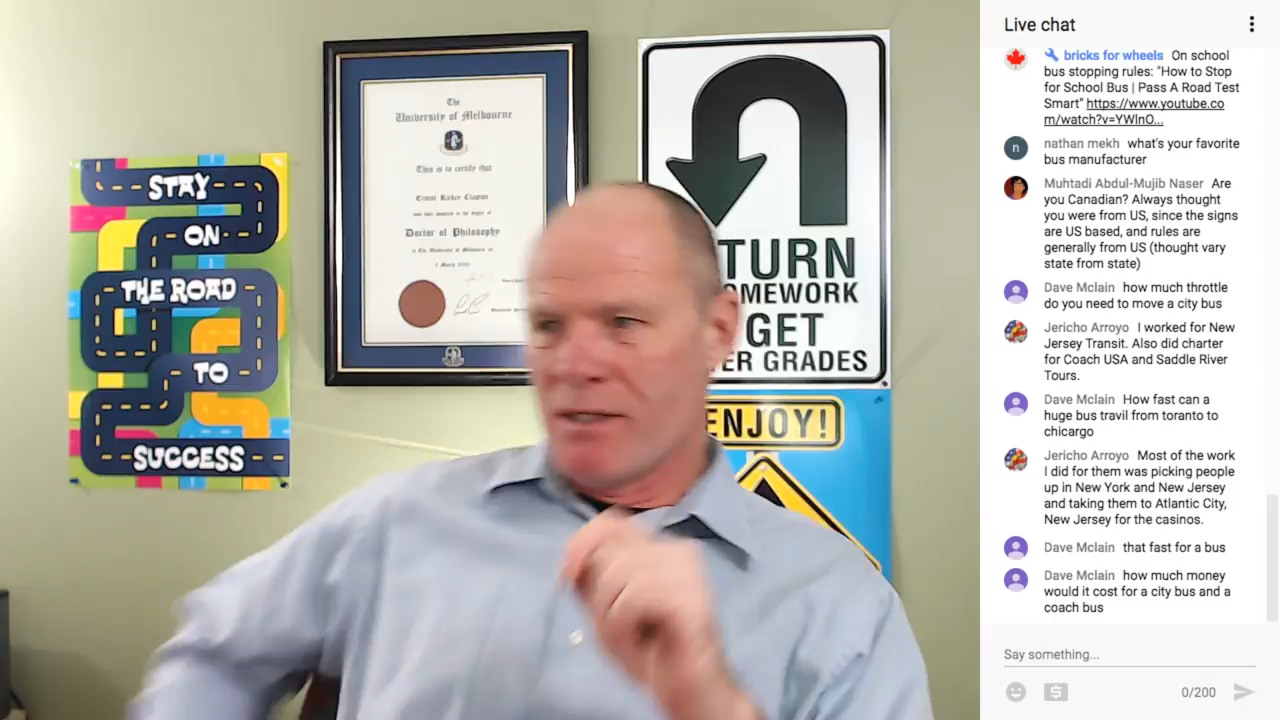 STAY
ON
THE ROAD
TO
SUCCESS
The
University of Melbourne
This is to certify that
Doctor of Philosophy
TURN
OMEWORK
GET
ER GRADES
ENJOY!
Live chat
bricks for wheels On school
bus stopping rules: "How to Stop
for School Bus | Pass A Road Test
Smart" https://www.youtube.co
m/watch?v=YWlnO...
n
nathan mekh what's your favorite
bus manufacturer
Muhtadi Abdul-Mujib Naser Are
you Canadian? Always thought
you were from US, since the signs
are US based, and rules are
generally from US (thought vary
state from state)
Dave Mclain how much throttle
do you need to move a city bus
Jericho Arroyo I worked for New
Jersey Transit. Also did charter
for Coach USA and Saddle River
Tours.
Dave Mclain How fast can a
huge bus travil from toranto to
chicargo
Jericho Arroyo Most of the work
I did for them was picking people
up in New York and New Jersey
and taking them to Atlantic City,
New Jersey for the casinos.
Dave Mclain that fast for a bus
Dave Mclain how much money
would it cost for a city bus and a
coach bus
Say something...
0/200